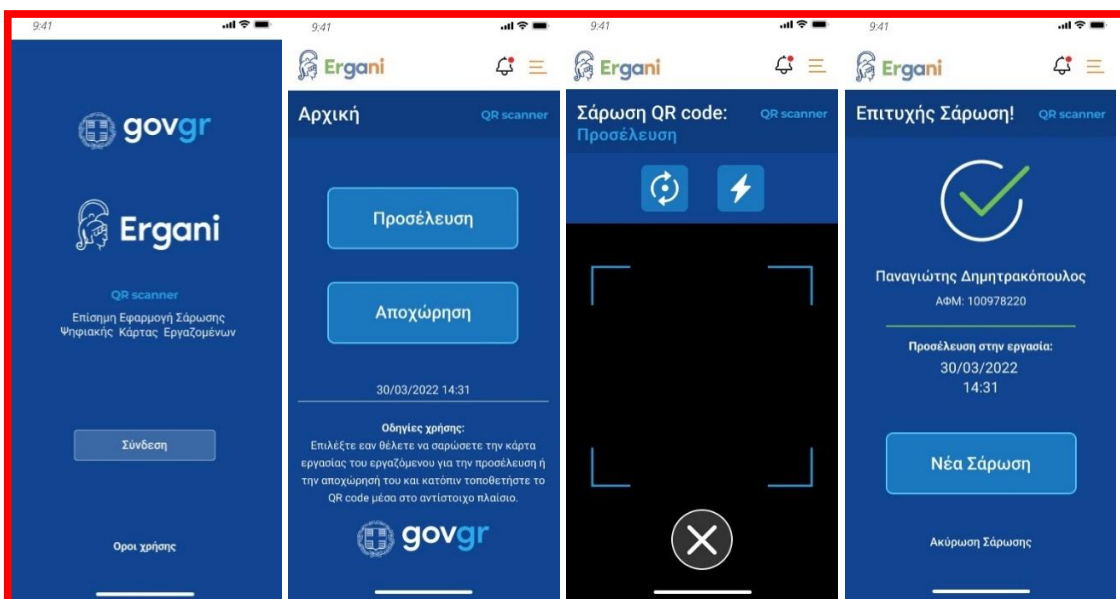 9:41
govgr
Ergani
QR scanner
Επίσημη Εφαρμογή Σάρωσης
Ψηφιακής Κάρτας Εργαζομένων
Σύνδεση
Οροι χρήσης
9:41
Ergani
Αρχική
QR scanner
Προσέλευση
Αποχώρηση
30/03/2022 14:31
Οδηγίες χρήσης:
Επιλέξτε εαν θέλετε να σαρώσετε την κάρτα
εργασίας του εργαζόμενου για την προσέλευση ή
την αποχώρησή του και κατόπιν τοποθετήστε το
QR code μέσα στο αντίστοιχο πλαίσιο.
govgr
9:41
Ergani
Σάρωση QR code:
QR scanner
Προσέλευση
9:41
Ergani
Επιτυχής Σάρωση!
QR scanner
Παναγιώτης Δημητρακόπουλος
ΑΦΜ: 100978220
Προσέλευση στην εργασία:
30/03/2022
14:31
Νέα Σάρωση
Ακύρωση Σάρωσης